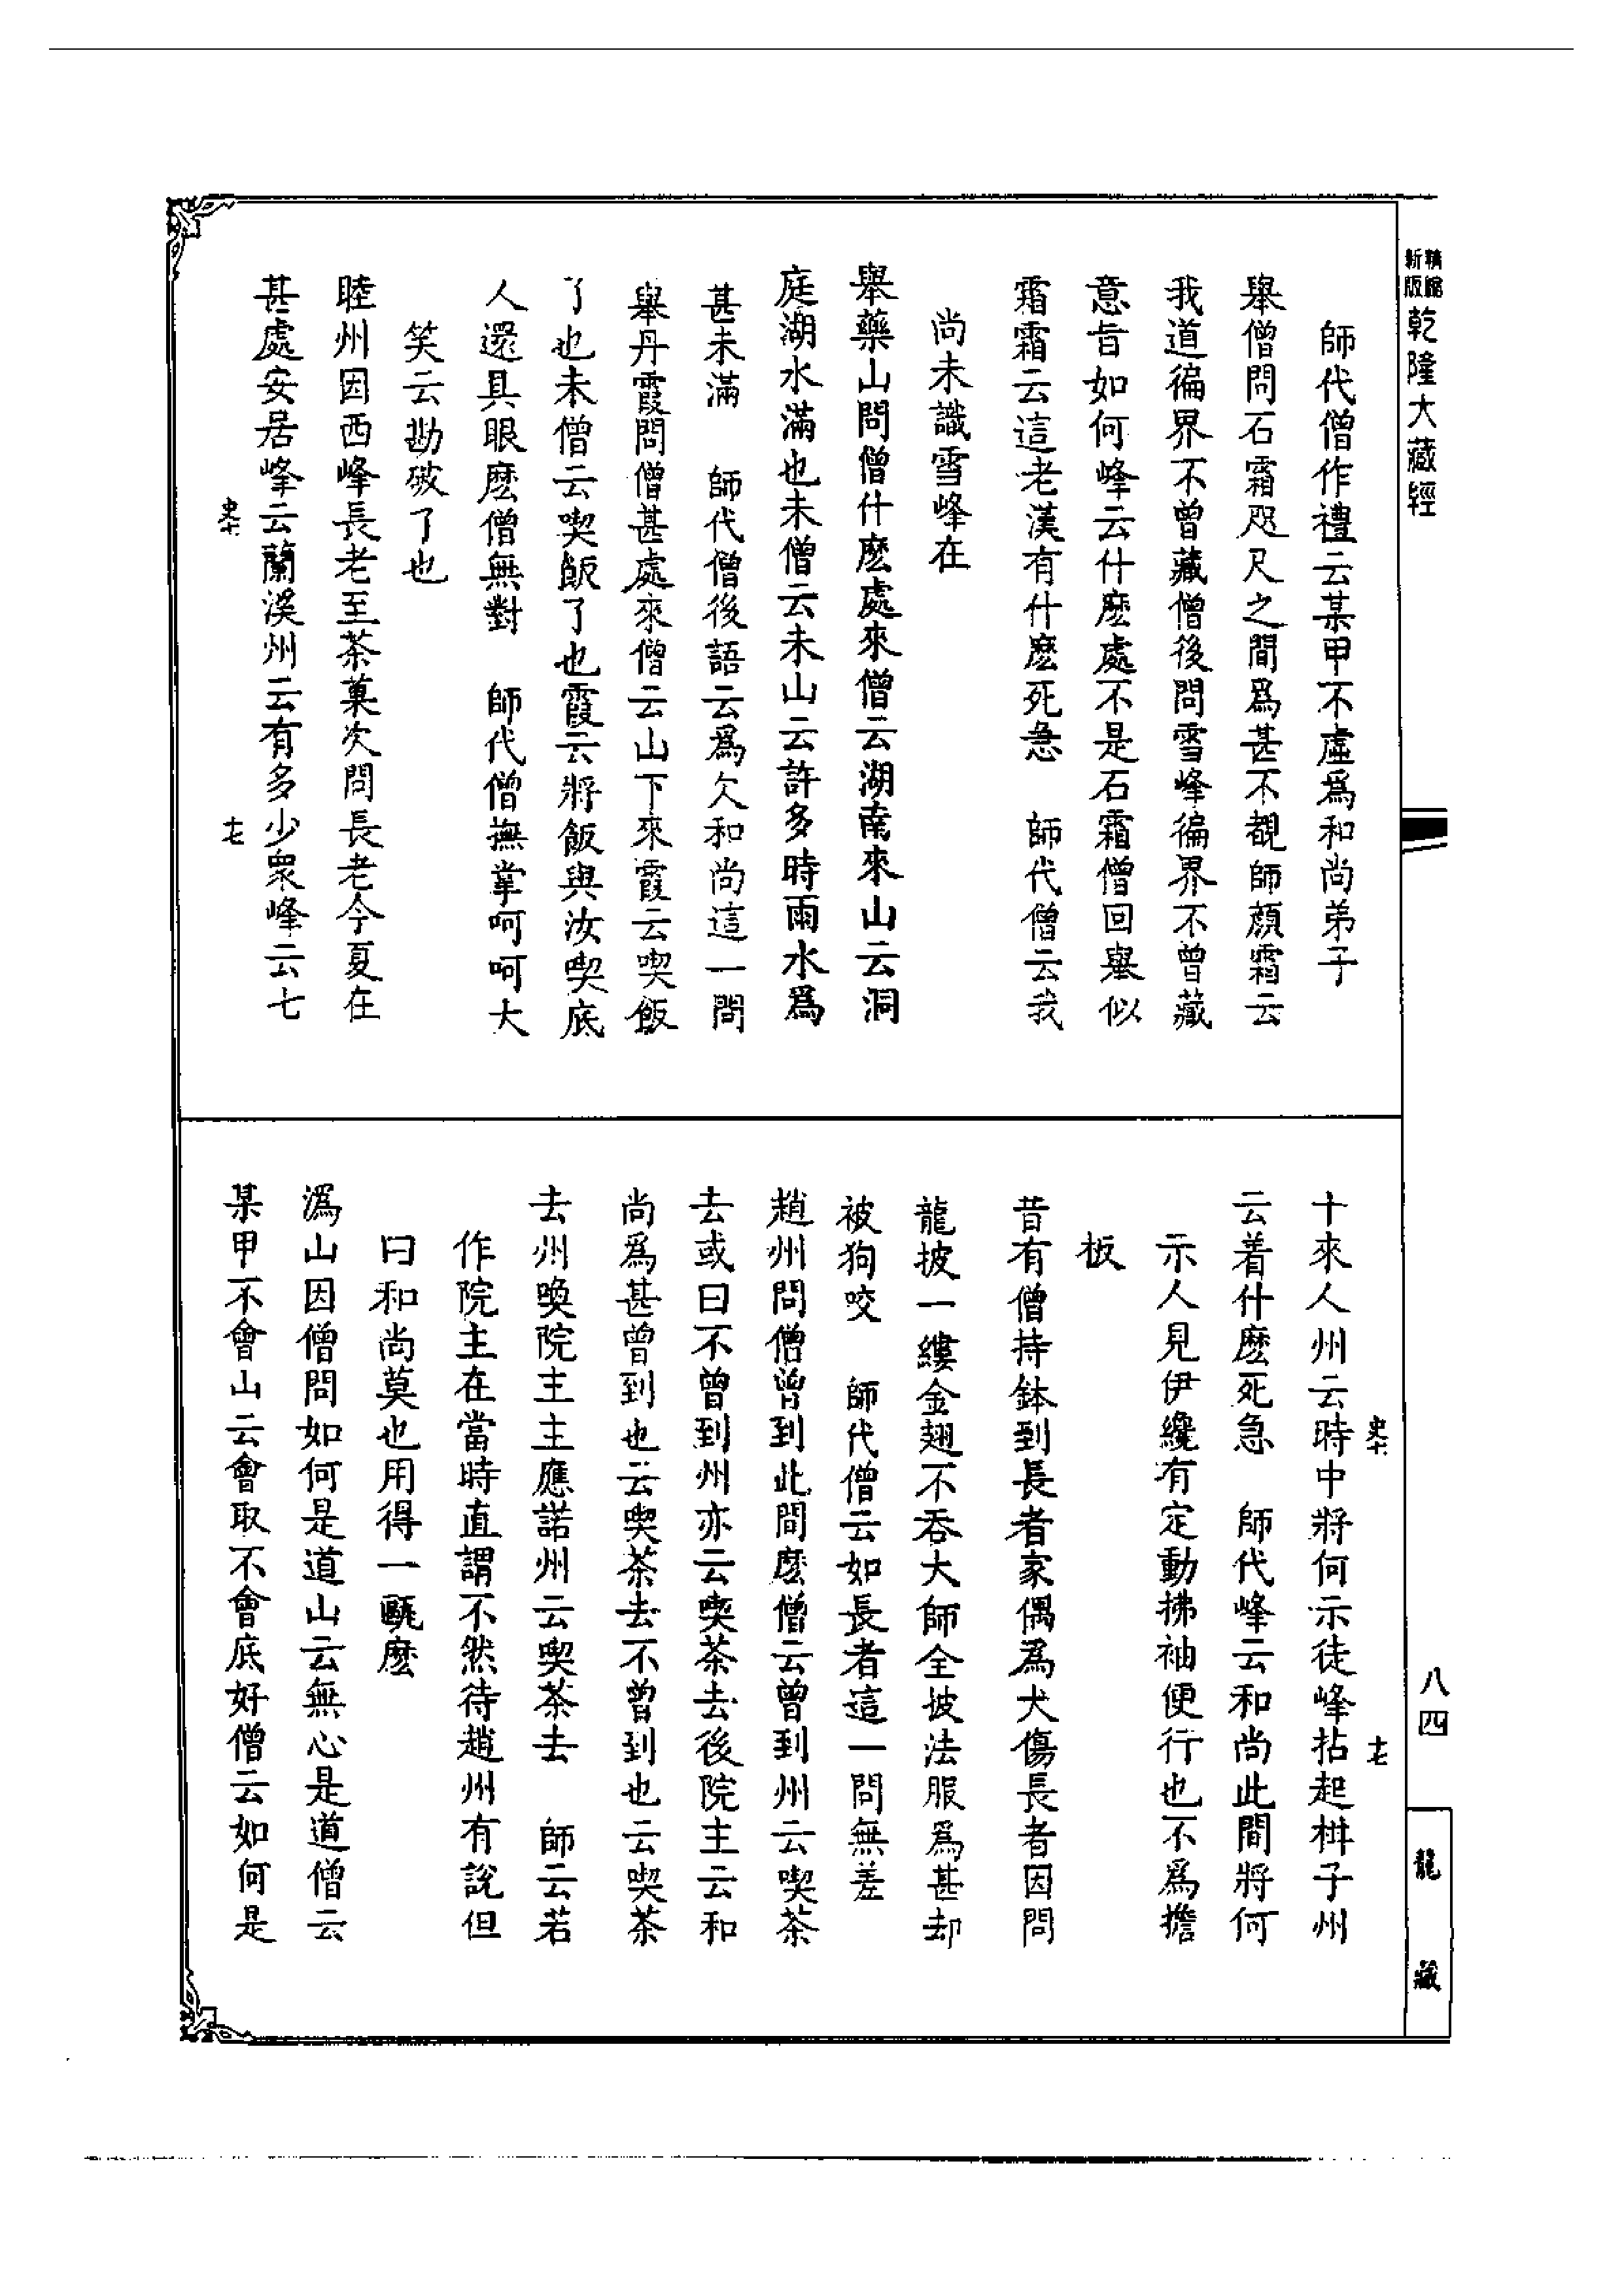 精縮新版乾隆大藏經
師代僧作禮云某甲不虛爲和尚弟子
舉僧問石霜咫尺之間爲甚不覩師顔霜云
我道徧界不曾藏僧後問雪峰徧界不曾藏
意旨如何峰云什麽處不是石霜僧回舉似
霜霜云這老漢有什麽死急　師代僧云我
尚未識雪峰在
舉藥山問僧什麽處來僧云湖南來山云洞
庭湖水滿也未僧云未山云許多時雨水爲
甚未滿　師代僧後語云爲欠和尚這一問
舉丹霞問僧甚處來僧云山下來霞云喫飯
了也未僧云喫飯了也霞云將飯與汝喫底
人還具眼麽僧無對　師代僧撫掌呵呵大
笑云勘破了也
睦州因西峰長老至茶菓次問長老今夏在
甚處安居峰云蘭溪州云有多少衆峰云七
史七　十七
史七　十七
十來人州云時中將何示徒峰拈起柑子州
云着什麽死急　師代峰云和尚此間將何
示人見伊纔有定動拂袖便行也不爲擔
板
昔有僧持鉢到長者家偶爲犬傷長者因問
龍披一縷金翅不吞大師全披法服爲甚却
被狗咬　師代僧云如長者這一問無差
趙州問僧曾到此間麽僧云曾到州云喫茶
去或曰不曾到州亦云喫茶去後院主云和
尚爲甚曾到也云喫茶去不曾到也云喫茶
去州喚院主主應諾州云喫茶去　師云若
作院主在當時直謂不然待趙州有說但
曰和尚莫也用得一甌麽
潙山因僧問如何是道山云無心是道僧云
某甲不會山云會取不會底好僧云如何是
八四
龍藏